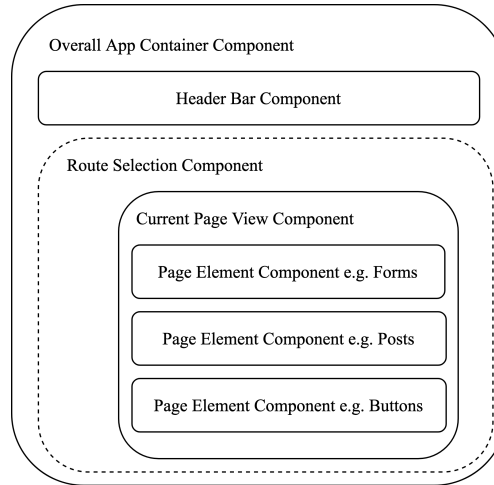 Overall App Container Component
Header Bar Component
Route Selection Component
Current Page View Component
Page Element Component e.g. Forms
Page Element Component e.g. Posts
Page Element Component e.g. Buttons